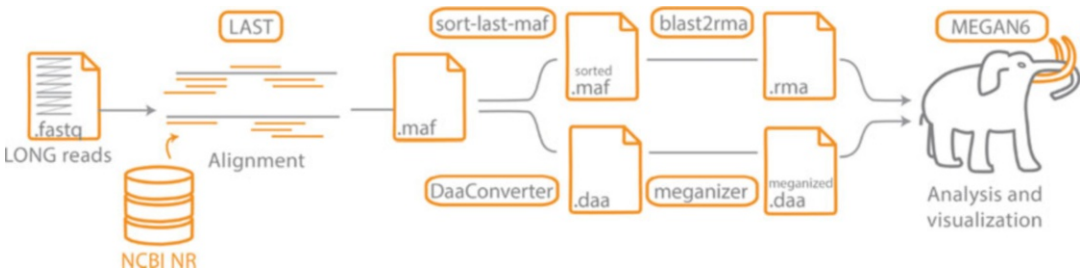 LAST
sort-last-maf
blast2rma
MEGAN6
.fastq
LONG reads
Alignment
NCBI NR
.maf
sorted
.maf
.rma
DaaConverter
.daa
meganizer
meganized
.daa
Analysis and
visualization